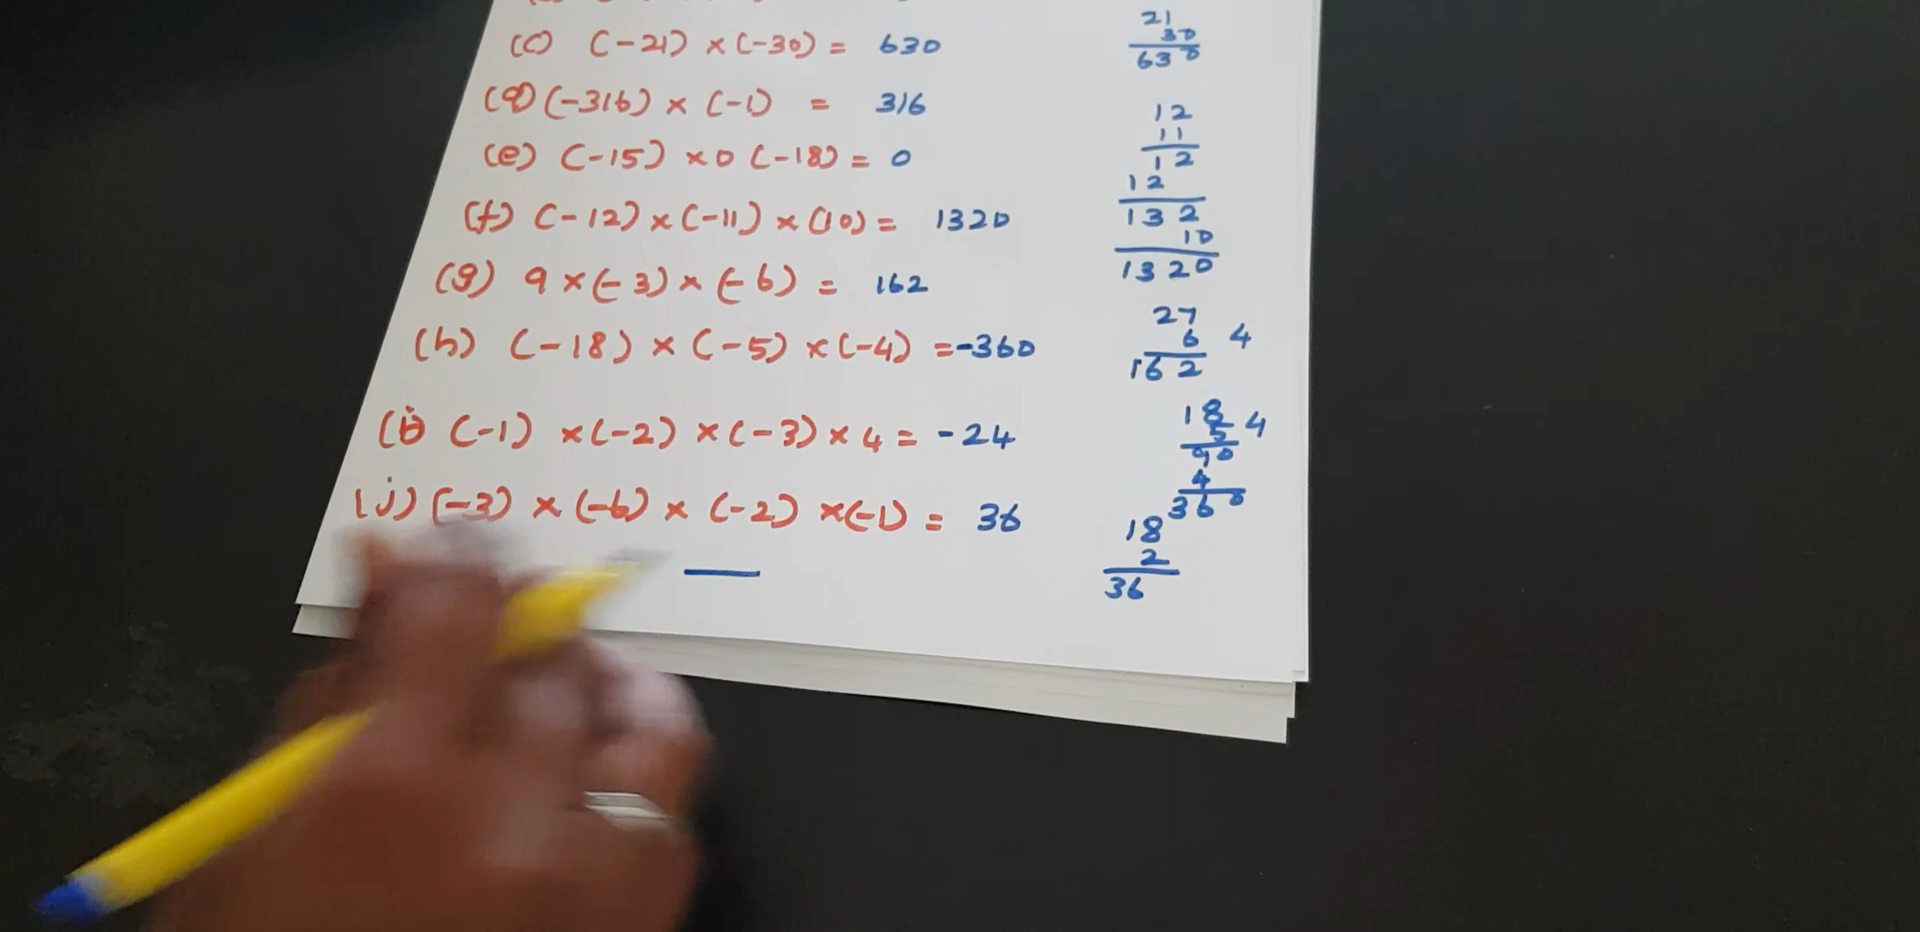 (c) (-21) × (-30) = 630
(d) (-316) × (-1) = 316
(e) (-15) × 0 (-18) = 0
(f) (-12) × (-11) × (10) = 1320
(g) 9 × (-3) × (-6) = 162
(h) (-18) × (-5) × (-4) = -360
(i) (-1) × (-2) × (-3) × 4 = -24
(j) (-3) × (-6) × (-2) × (-1) = 36
21
30
630
12
11
12
12
132
10
1320
27
6 4
162
18
5 4
90
4
360
18
2
36